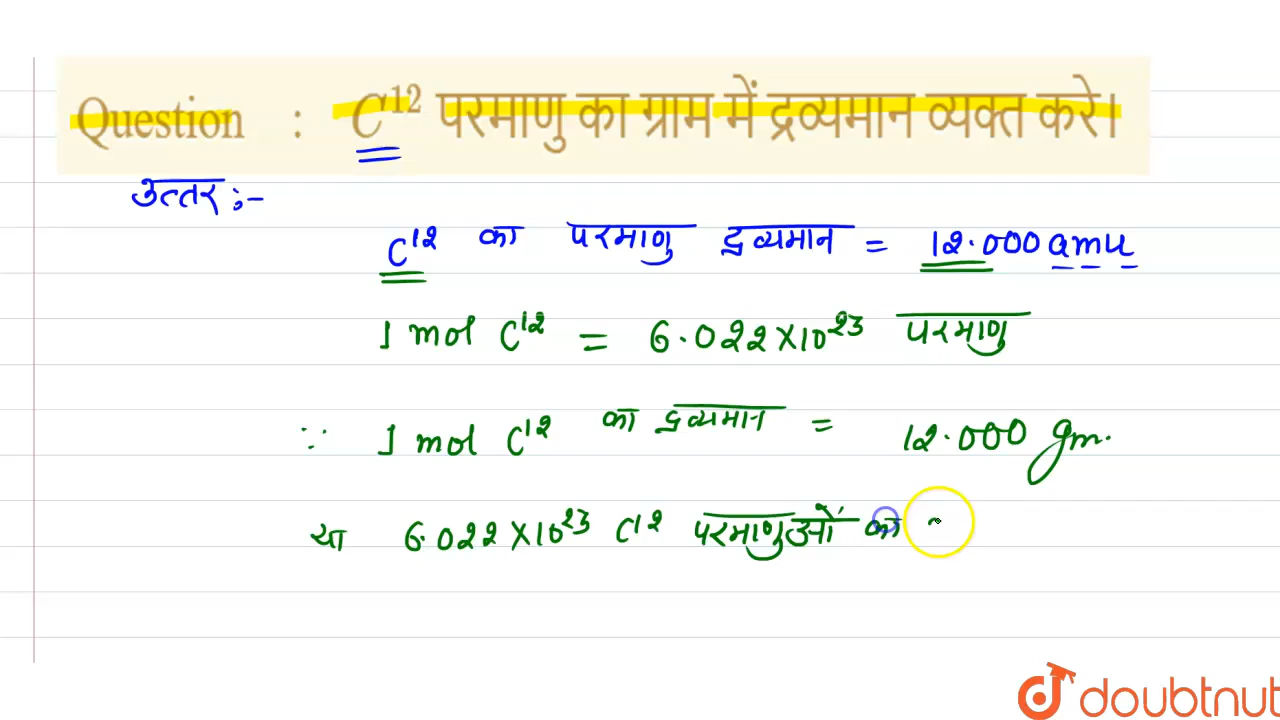 Question : C¹² परमाणु का ग्राम में द्रव्यमान व्यक्त करे।
उत्तर :-
C¹² का परमाणु द्रव्यमान = 12.000 amu
1 mol C¹² = 6.022×10²³ परमाणु
∵ 1 mol C¹² का द्रव्यमान = 12.000 gm.
या 6.022×10²³ C¹² परमाणुओं का
doubtnut